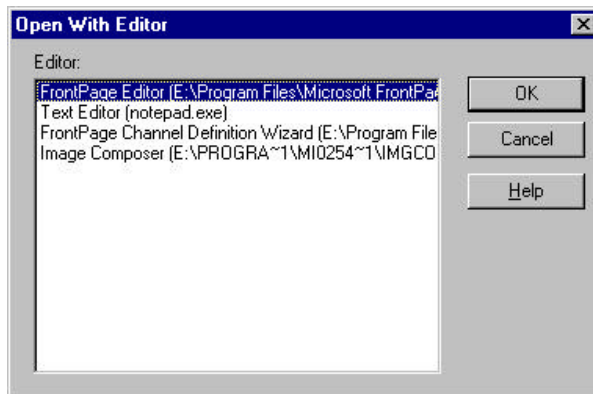 Open With Editor
Editor:
FrontPage Editor (E:\Program Files\Microsoft FrontPa
Text Editor (notepad.exe)
FrontPage Channel Definition Wizard (E:\Program File
Image Composer (E:\PROGRA~1\MI0254~1\IMGCO
OK
Cancel
Help